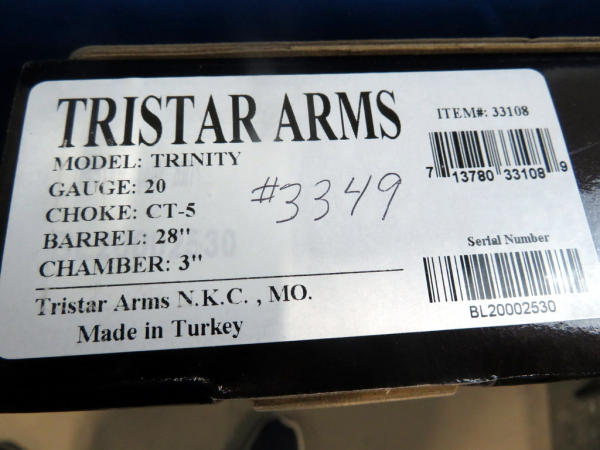 TRISTAR ARMS
MODEL: TRINITY
GAUGE: 20
CHOKE: CT-5
BARREL: 28"
CHAMBER: 3"
#3349
Tristar Arms N.K.C. , MO.
Made in Turkey
ITEM#: 33108
7 13780 33108 9
Serial Number
BL20002530